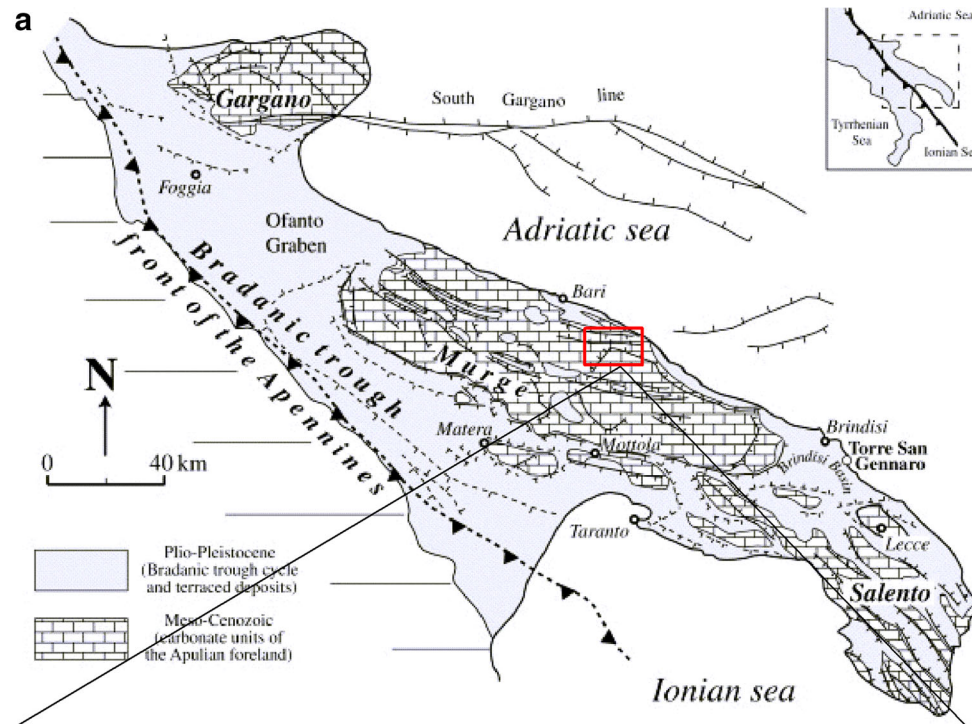 a
Adriatic Sea
Tyrrhenian
Sea
Ionian Se
Gargano
South Gargano line
Foggia
Ofanto
Graben
Adriatic sea
Bradanic trough
front of the Apennines
Bari
Murge
N
Matera
Mottola
Brindisi
Torre San
Gennaro
Brindisi Basin
0 40 km
Taranto
Lecce
Salento
Plio-Pleistocene
(Bradanic trough cycle
and terraced deposits)
Meso-Cenozoic
(carbonate units of
the Apulian foreland)
Ionian sea